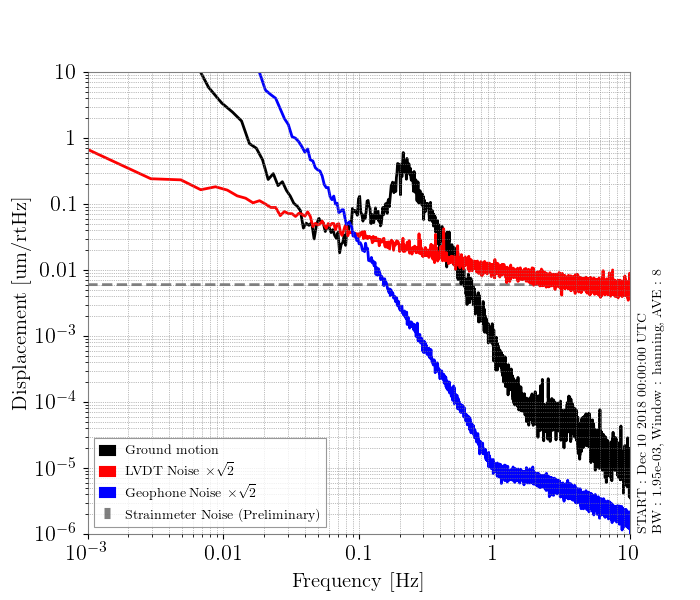 10
1
0.1
0.01
10⁻³
10⁻⁴
10⁻⁵
10⁻⁶
Displacement [um/rtHz]
Ground motion
LVDT Noise ×√2
Geophone Noise ×√2
Strainmeter Noise (Preliminary)
10⁻³
0.01
0.1
1
10
Frequency [Hz]
START : Dec 10 2018 00:00:00 UTC
BW : 1.95e-03, Window : hanning, AVE : 8